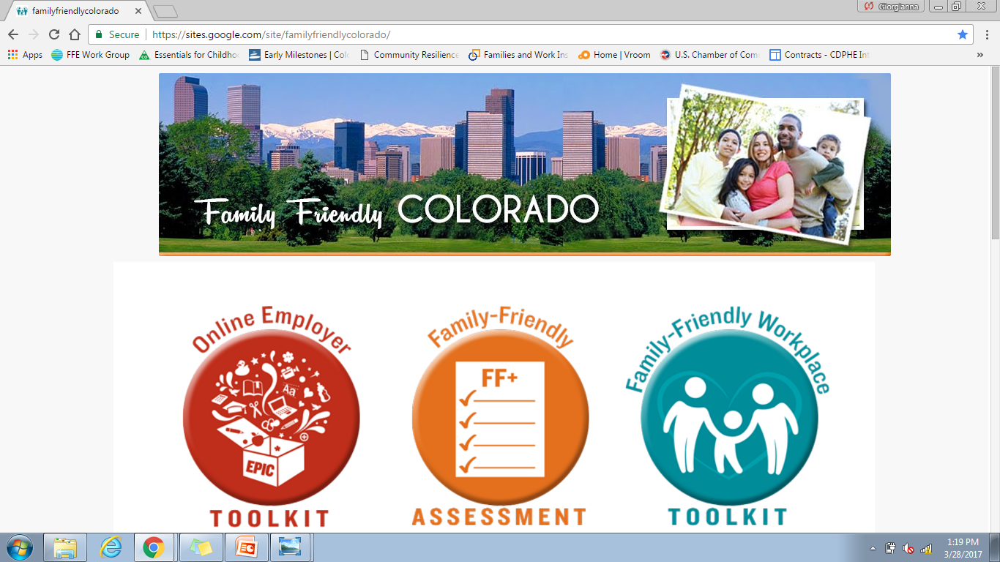 familyfriendlycolorado
Giorgianna
Secure
https://sites.google.com/site/familyfriendlycolorado/
Apps
FFE Work Group
Essentials for Childhoo
Early Milestones | Colo
Community Resilience
Families and Work Ins
Home | Vroom
U.S. Chamber of Com
Contracts - CDPHE Int
»
Family Friendly COLORADO
Online Employer
EPIC
Aa
TOOLKIT
Family-Friendly
FF+
ASSESSMENT
Family-Friendly Workplace
TOOLKIT
1:19 PM
3/28/2017